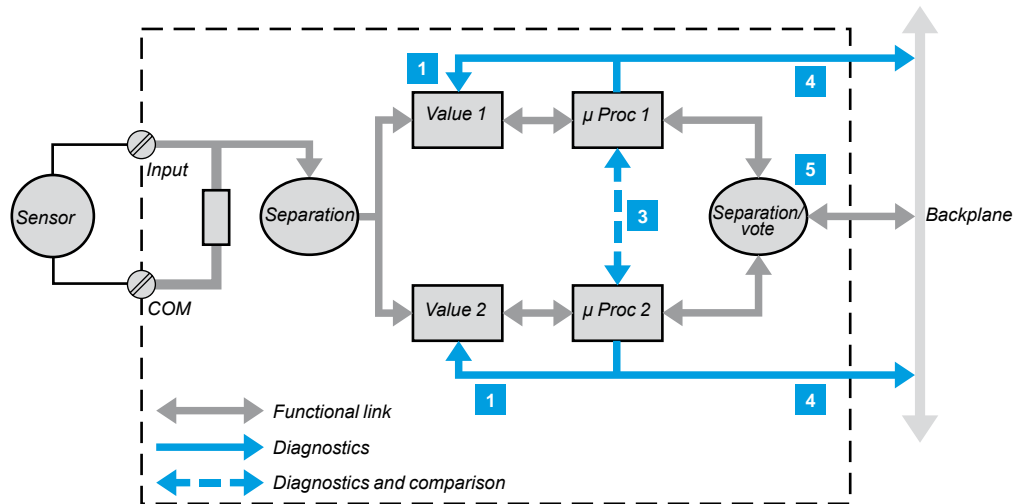 1
4
Value 1
µ Proc 1
Input
5
Sensor
Separation
3
Separation/
vote
Backplane
COM
Value 2
µ Proc 2
1
4
Functional link
Diagnostics
Diagnostics and comparison